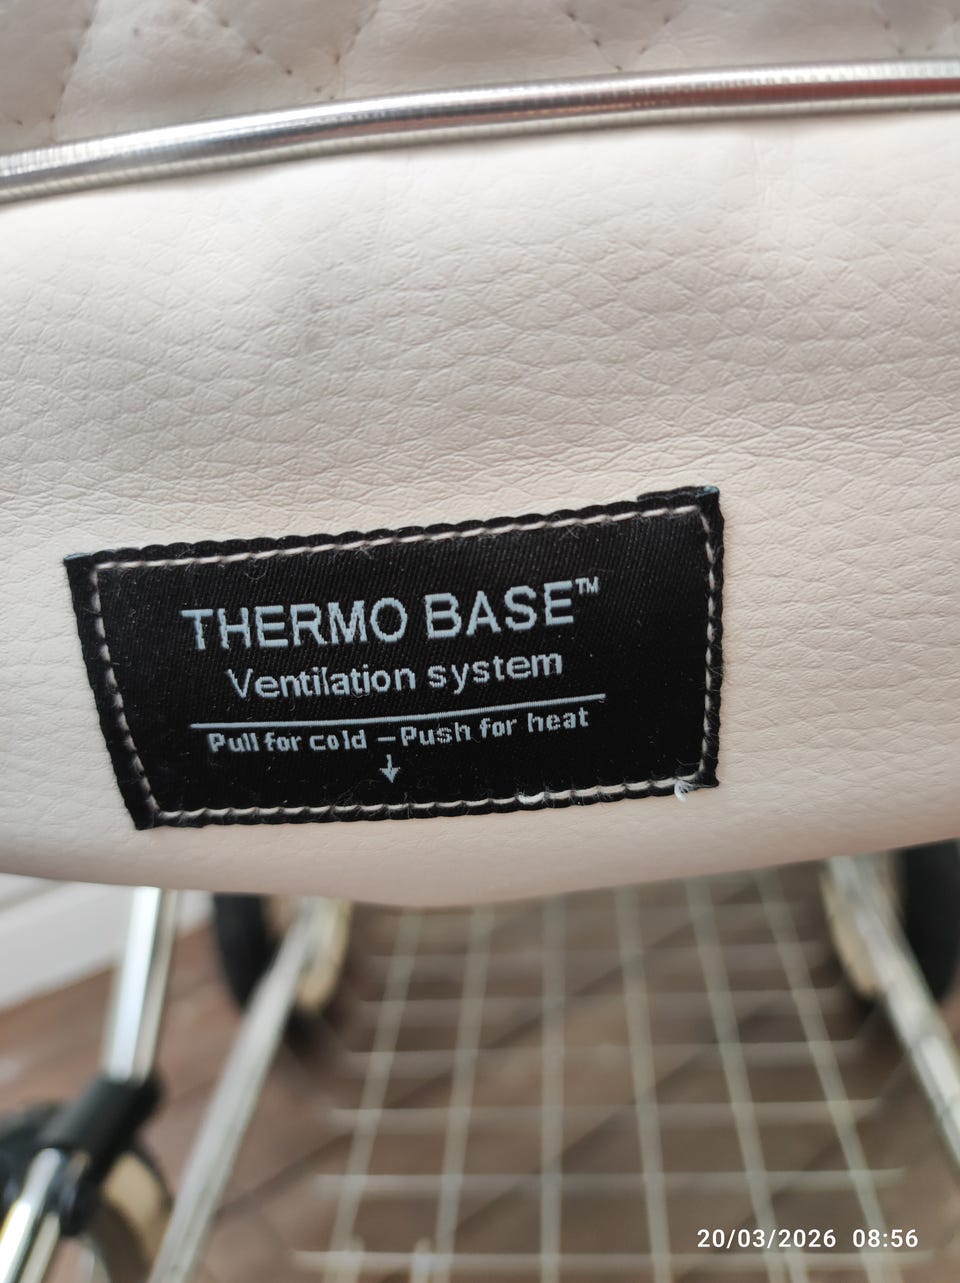 THERMO BASE™
Ventilation system
Pull for cold – Push for heat
20/03/2026 08:56